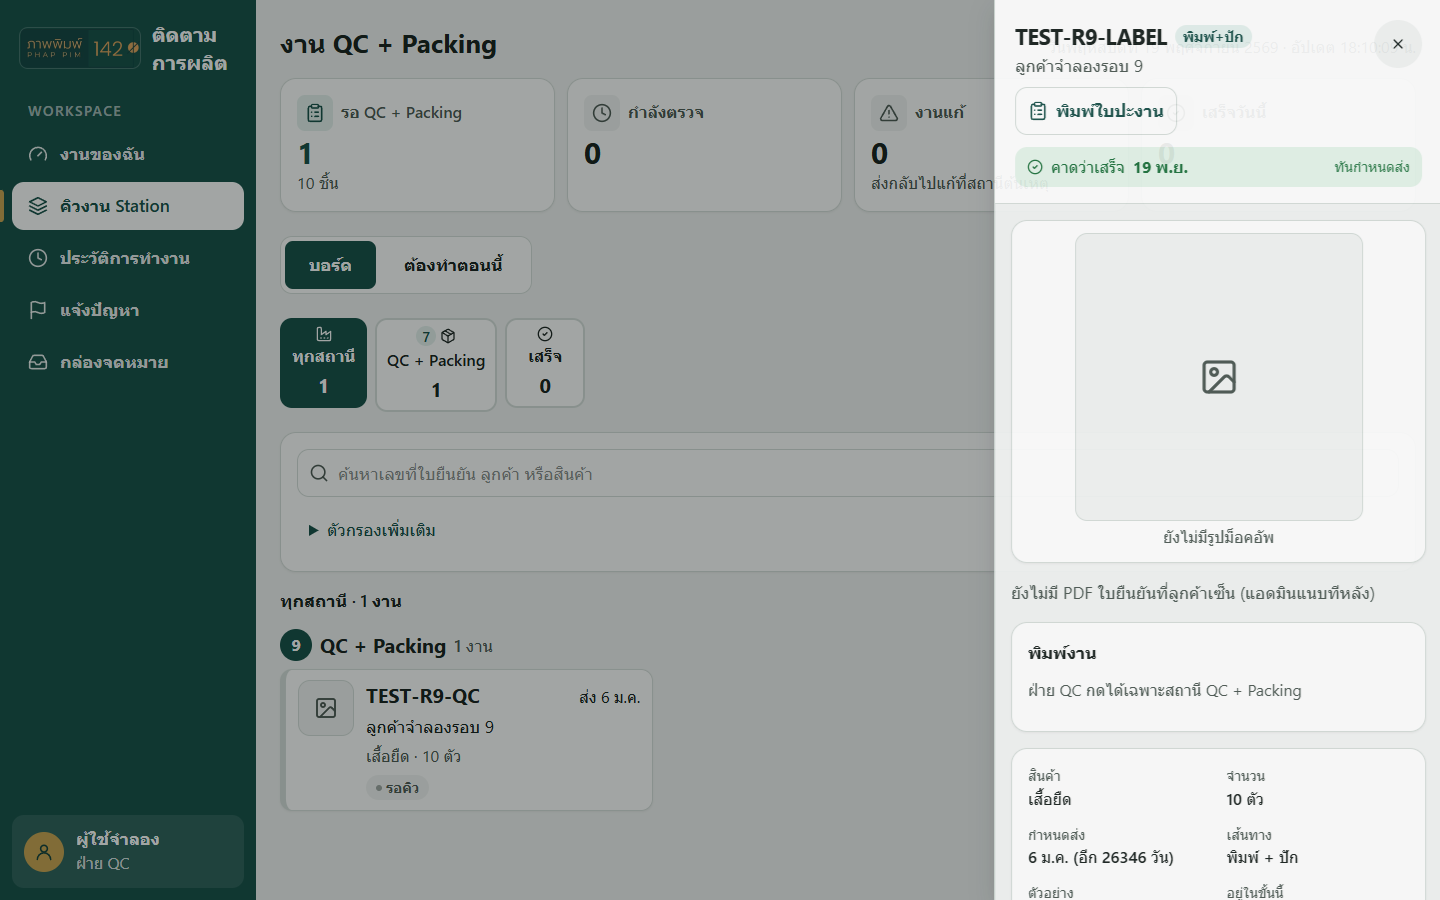 ภาพพิมพ์
PHAP PIM
142
ติดตาม
การผลิต
WORKSPACE
งานของฉัน
คิวงาน Station
ประวัติการทำงาน
แจ้งปัญหา
กล่องจดหมาย
ผู้ใช้จำลอง
ฝ่าย QC
งาน QC + Packing
รอ QC + Packing
1
10 ชิ้น
กำลังตรวจ
0
งานแก้
0
ส่งกลับไปแก้ที่สถานีต้นเหตุ
บอร์ด
ต้องทำตอนนี้
ทุกสถานี
1
7
QC + Packing
1
เสร็จ
0
ค้นหาเลขที่ใบยืนยัน ลูกค้า หรือสินค้า
ตัวกรองเพิ่มเติม
ทุกสถานี · 1 งาน
9 QC + Packing 1 งาน
TEST-R9-QC
ส่ง 6 ม.ค.
ลูกค้าจำลองรอบ 9
เสื้อยืด · 10 ตัว
รอคิว
TEST-R9-LABEL พิมพ์+ปัก
ลูกค้าจำลองรอบ 9
พิมพ์ใบปะงาน
เสร็จวันนี้
0
คาดว่าเสร็จ 19 พ.ย.
ทันกำหนดส่ง
ยังไม่มีรูปม็อคอัพ
ยังไม่มี PDF ใบยืนยันที่ลูกค้าเซ็น (แอดมินแนบทีหลัง)
พิมพ์งาน
ฝ่าย QC กดได้เฉพาะสถานี QC + Packing
สินค้า
เสื้อยืด
จำนวน
10 ตัว
กำหนดส่ง
6 ม.ค. (อีก 26346 วัน)
เส้นทาง
พิมพ์ + ปัก
ตัวอย่าง
อยู่ในขั้นนี้